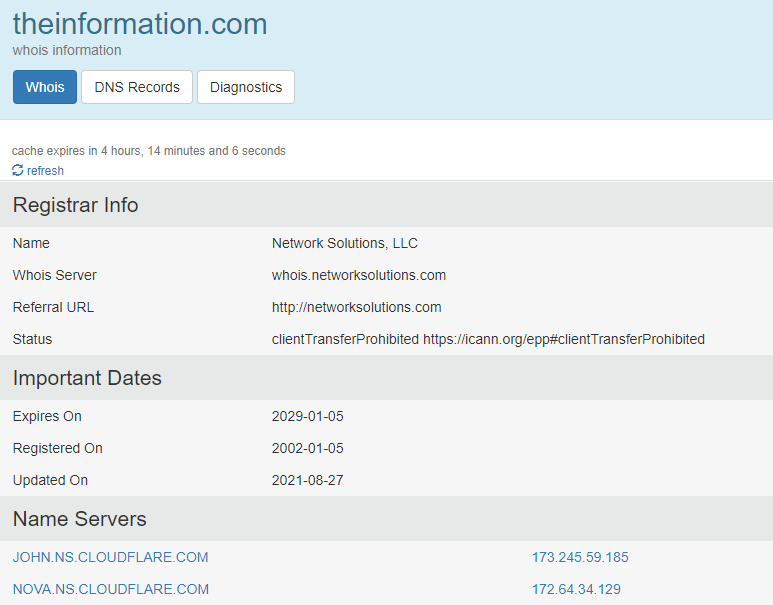 theinformation.com
whois information
Whois DNS Records Diagnostics
cache expires in 4 hours, 14 minutes and 6 seconds
refresh
Registrar Info
Name Network Solutions, LLC
Whois Server whois.networksolutions.com
Referral URL http://networksolutions.com
Status clientTransferProhibited https://icann.org/epp#clientTransferProhibited
Important Dates
Expires On 2029-01-05
Registered On 2002-01-05
Updated On 2021-08-27
Name Servers
JOHN.NS.CLOUDFLARE.COM 173.245.59.185
NOVA.NS.CLOUDFLARE.COM 172.64.34.129